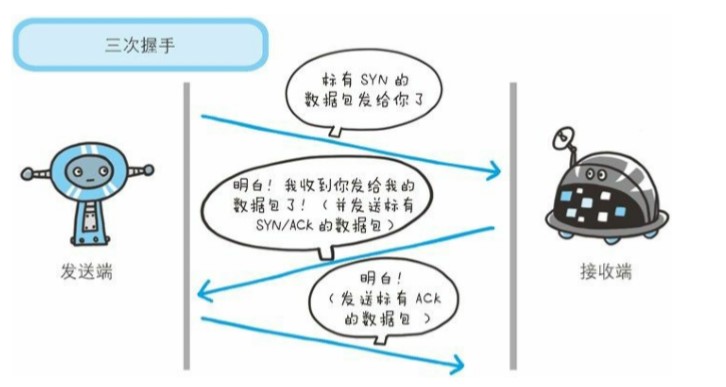 三次握手
标有 SYN 的
数据包发给你了
明白！我收到你发给我的
数据包了！（并发送标有
SYN/ACK 的数据包）
明白！
（发送标有 ACK
的数据包）
发送端
接收端